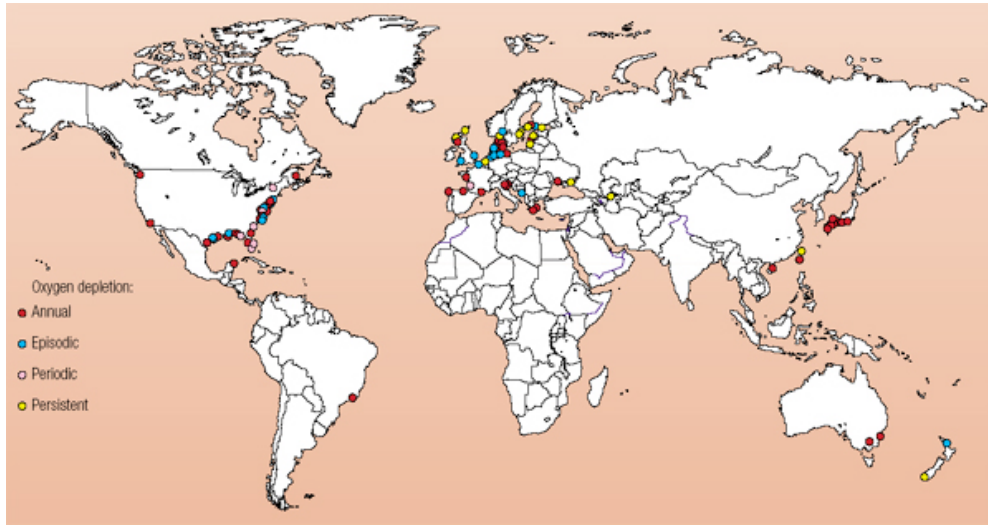 Oxygen depletion:
Annual
Episodic
Periodic
Persistent